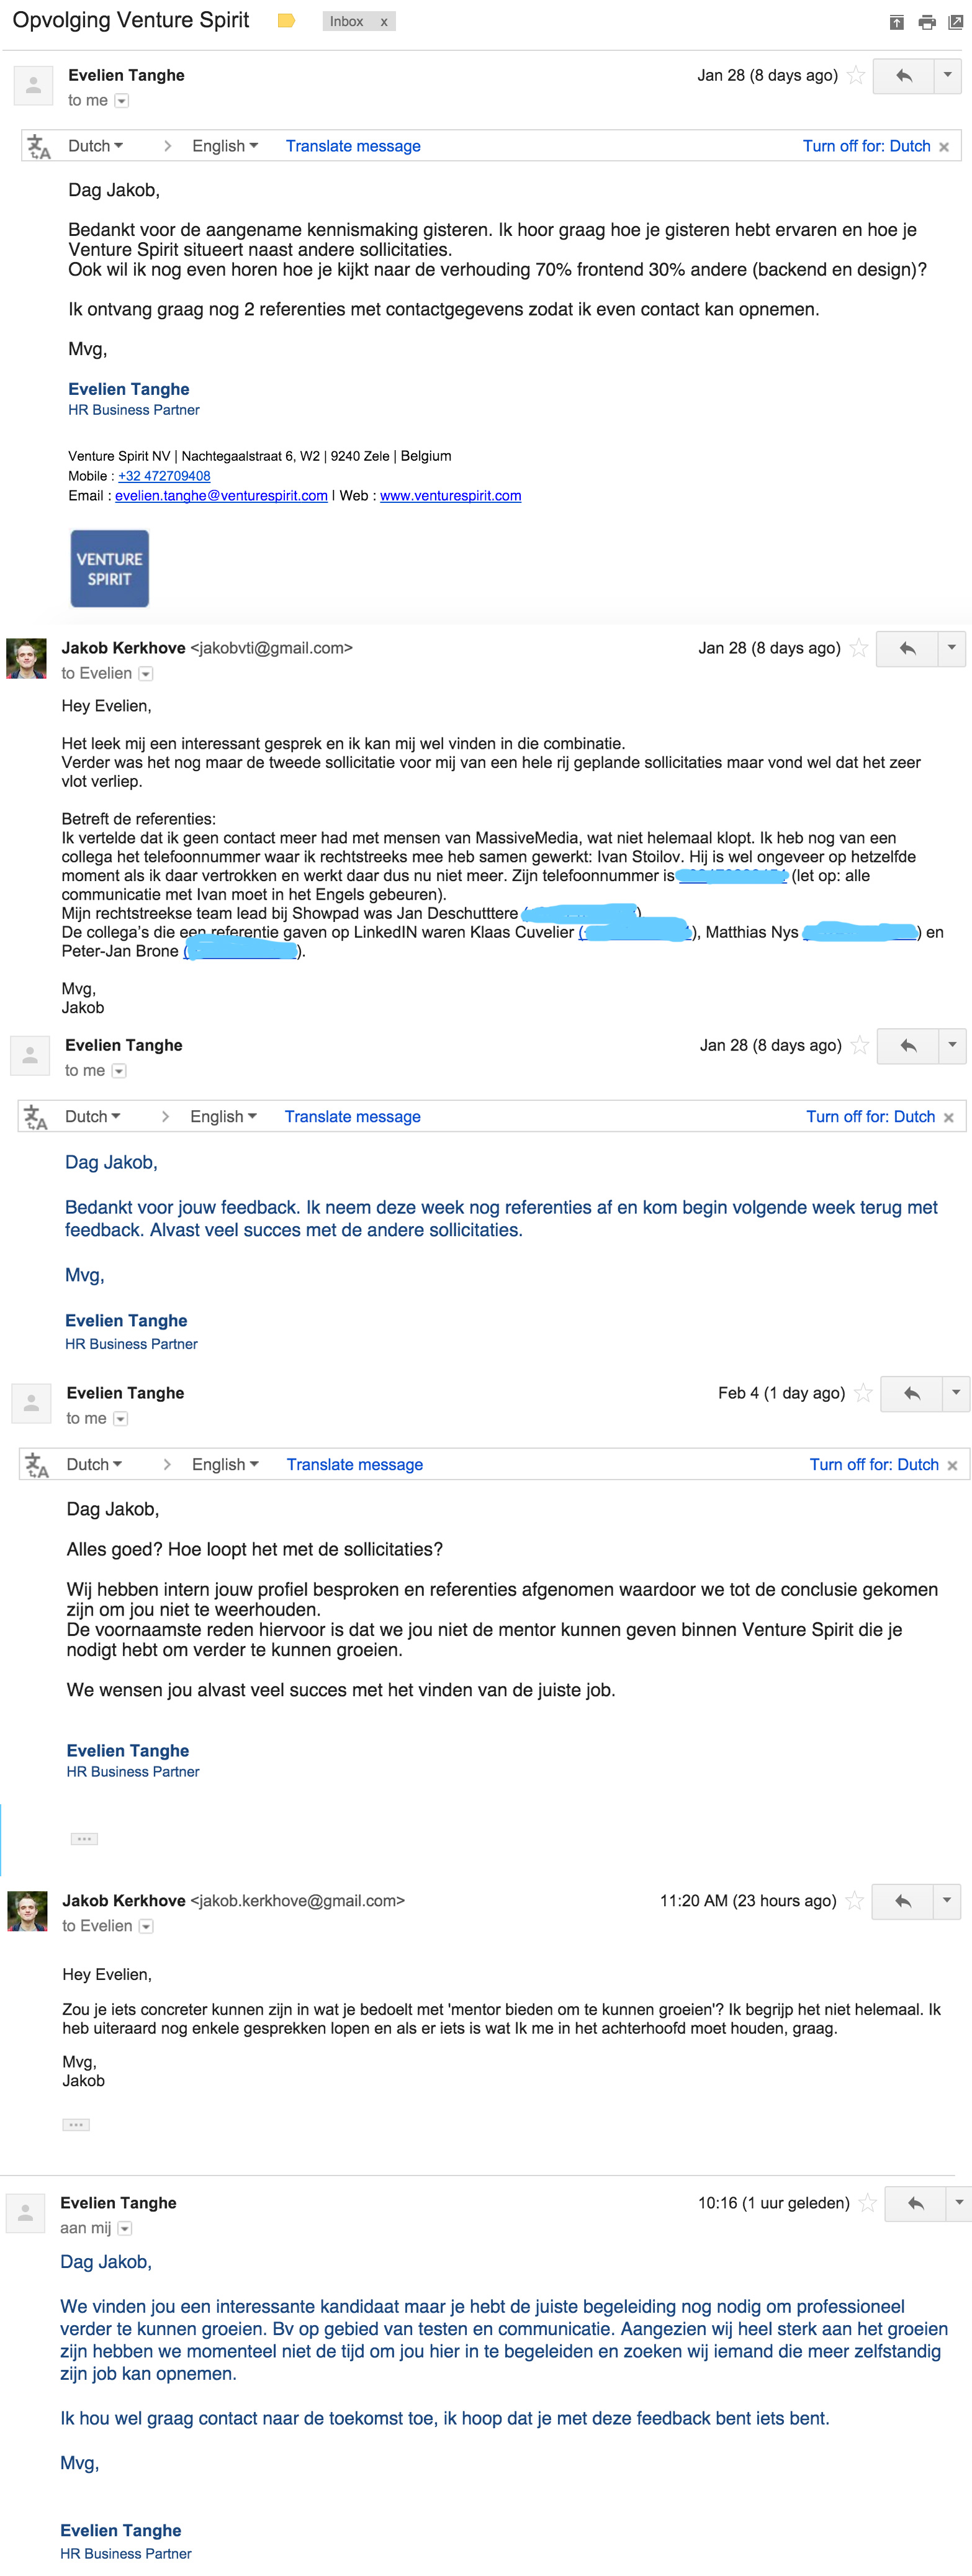 Opvolging Venture Spirit Inbox x
Evelien Tanghe Jan 28 (8 days ago)
to me
Dutch English Translate message Turn off for: Dutch x
Dag Jakob,
Bedankt voor de aangename kennismaking gisteren. Ik hoor graag hoe je gisteren hebt ervaren en hoe je
Venture Spirit situeert naast andere sollicitaties.
Ook wil ik nog even horen hoe je kijkt naar de verhouding 70% frontend 30% andere (backend en design)?
Ik ontvang graag nog 2 referenties met contactgegevens zodat ik even contact kan opnemen.
Mvg,
Evelien Tanghe
HR Business Partner
Venture Spirit NV | Nachtegaalstraat 6, W2 | 9240 Zele | Belgium
Mobile : +32 472709408
Email : evelien.tanghe@venturespirit.com I Web : www.venturespirit.com
VENTURE
SPIRIT
Jakob Kerkhove <jakobvti@gmail.com> Jan 28 (8 days ago)
to Evelien
Hey Evelien,
Het leek mij een interessant gesprek en ik kan mij wel vinden in die combinatie.
Verder was het nog maar de tweede sollicitatie voor mij van een hele rij geplande sollicitaties maar vond wel dat het zeer
vlot verliep.
Betreft de referenties:
Ik vertelde dat ik geen contact meer had met mensen van MassiveMedia, wat niet helemaal klopt. Ik heb nog van een
collega het telefoonnummer waar ik rechtstreeks mee heb samen gewerkt: Ivan Stoilov. Hij is wel ongeveer op hetzelfde
moment als ik daar vertrokken en werkt daar dus nu niet meer. Zijn telefoonnummer is (let op: alle
communicatie met Ivan moet in het Engels gebeuren).
Mijn rechtstreekse team lead bij Showpad was Jan Deschutttere ( )
De collega's die een referentie gaven op LinkedIN waren Klaas Cuvelier ( ), Matthias Nys ( ) en
Peter-Jan Brone ( ).
Mvg,
Jakob
Evelien Tanghe Jan 28 (8 days ago)
to me
Dutch English Translate message Turn off for: Dutch x
Dag Jakob,
Bedankt voor jouw feedback. Ik neem deze week nog referenties af en kom begin volgende week terug met
feedback. Alvast veel succes met de andere sollicitaties.
Mvg,
Evelien Tanghe
HR Business Partner
Evelien Tanghe Feb 4 (1 day ago)
to me
Dutch English Translate message Turn off for: Dutch x
Dag Jakob,
Alles goed? Hoe loopt het met de sollicitaties?
Wij hebben intern jouw profiel besproken en referenties afgenomen waardoor we tot de conclusie gekomen
zijn om jou niet te weerhouden.
De voornaamste reden hiervoor is dat we jou niet de mentor kunnen geven binnen Venture Spirit die je
nodigt hebt om verder te kunnen groeien.
We wensen jou alvast veel succes met het vinden van de juiste job.
Evelien Tanghe
HR Business Partner
Jakob Kerkhove <jakob.kerkhove@gmail.com> 11:20 AM (23 hours ago)
to Evelien
Hey Evelien,
Zou je iets concreter kunnen zijn in wat je bedoelt met 'mentor bieden om te kunnen groeien'? Ik begrijp het niet helemaal. Ik
heb uiteraard nog enkele gesprekken lopen en als er iets is wat Ik me in het achterhoofd moet houden, graag.
Mvg,
Jakob
Evelien Tanghe 10:16 (1 uur geleden)
aan mij
Dag Jakob,
We vinden jou een interessante kandidaat maar je hebt de juiste begeleiding nog nodig om professioneel
verder te kunnen groeien. Bv op gebied van testen en communicatie. Aangezien wij heel sterk aan het groeien
zijn hebben we momenteel niet de tijd om jou hier in te begeleiden en zoeken wij iemand die meer zelfstandig
zijn job kan opnemen.
Ik hou wel graag contact naar de toekomst toe, ik hoop dat je met deze feedback bent iets bent.
Mvg,
Evelien Tanghe
HR Business Partner